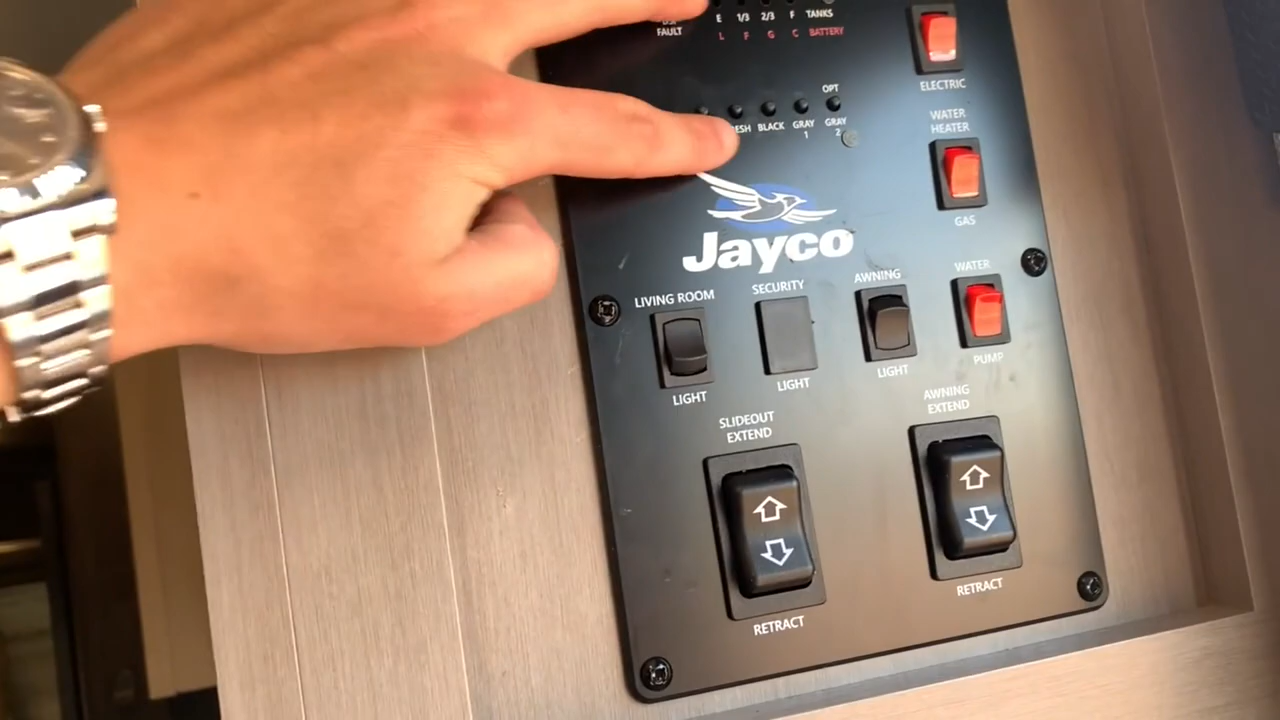 E 1/3 2/3 F TANKS
FAULT
L F G C BATTERY
ELECTRIC
OPT
BLACK GRAY 1 GRAY 2
WATER
HEATER
GAS
Jayco
LIVING ROOM
SECURITY
AWNING
WATER
LIGHT
LIGHT
LIGHT
PUMP
SLIDEOUT
EXTEND
AWNING
EXTEND
RETRACT
RETRACT